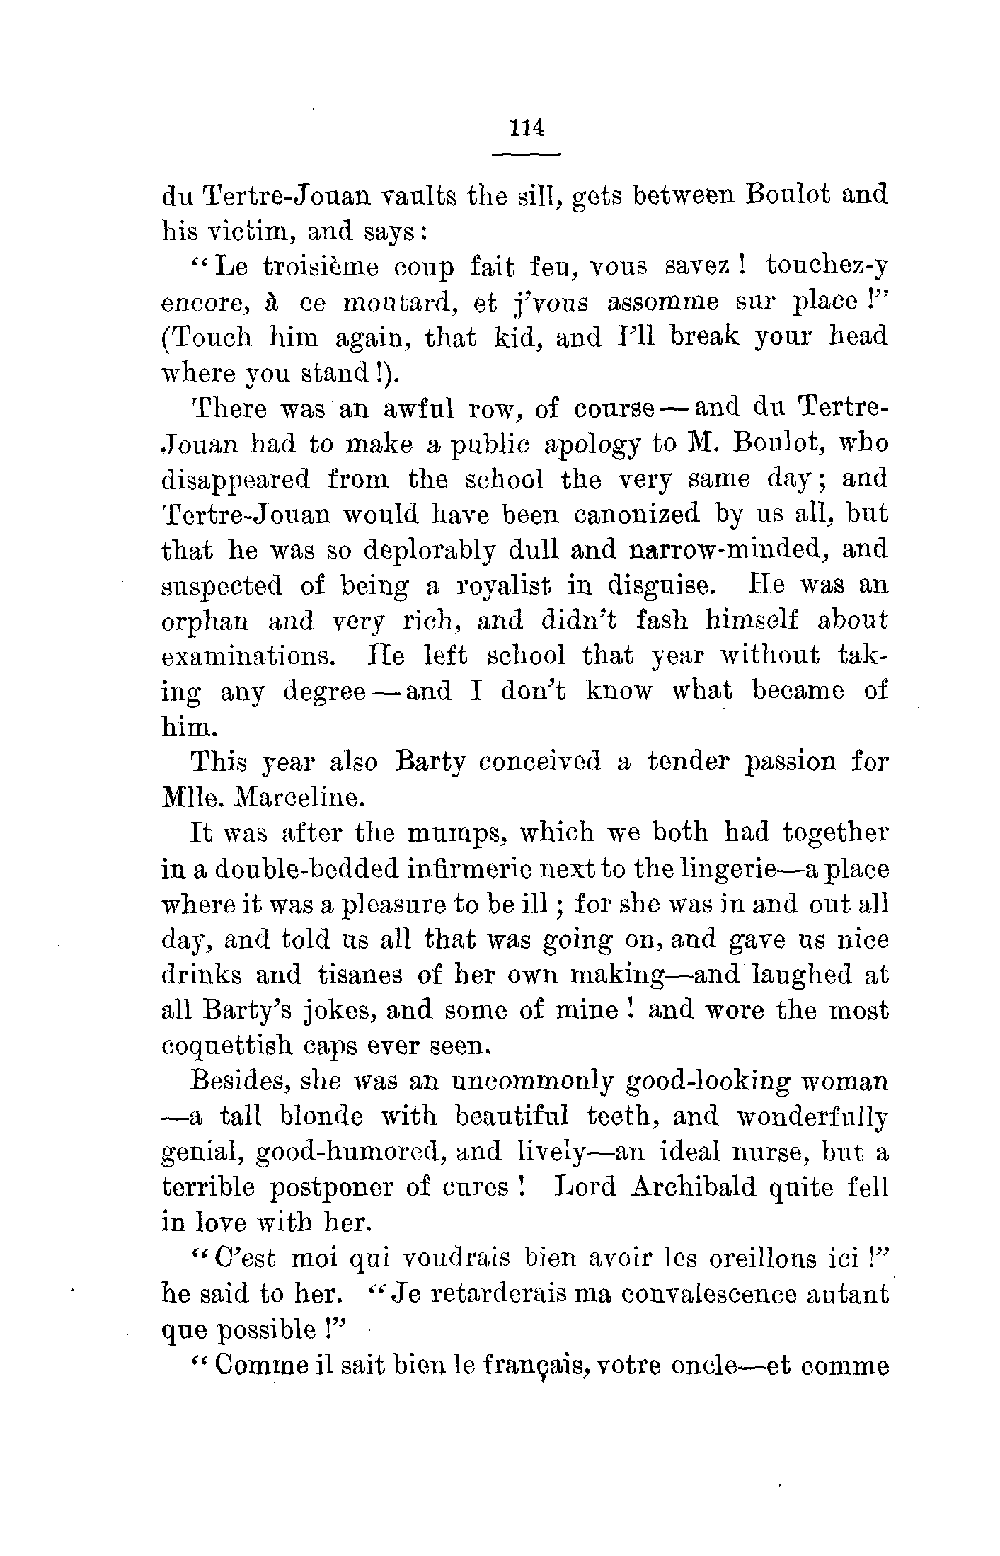 114
du Tertre-Jouan vaults the sill, gets between Boulot and
his victim, and says:
“Le troisième coup fait feu, vous savez! touchez-y
encore, à ce moutard, et j’vous assomme sur place!”
(Touch him again, that kid, and I’ll break your head
where you stand!).
There was an awful row, of course—and du Tertre-
Jouan had to make a public apology to M. Boulot, who
disappeared from the school the very same day; and
Tertre-Jouan would have been canonized by us all, but
that he was so deplorably dull and narrow-minded, and
suspected of being a royalist in disguise. He was an
orphan and very rich, and didn’t fash himself about
examinations. He left school that year without tak-
ing any degree—and I don’t know what became of
him.
This year also Barty conceived a tender passion for
Mlle. Marceline.
It was after the mumps, which we both had together
in a double-bedded infirmerie next to the lingerie—a place
where it was a pleasure to be ill; for she was in and out all
day, and told us all that was going on, and gave us nice
drinks and tisanes of her own making—and laughed at
all Barty’s jokes, and some of mine! and wore the most
coquettish caps ever seen.
Besides, she was an uncommonly good-looking woman
—a tall blonde with beautiful teeth, and wonderfully
genial, good-humored, and lively—an ideal nurse, but a
terrible postponer of cures! Lord Archibald quite fell
in love with her.
“C’est moi qui voudrais bien avoir les oreillons ici!”
he said to her. “Je retarderais ma convalescence autant
que possible!”
“Comme il sait bien le français, votre oncle—et comme